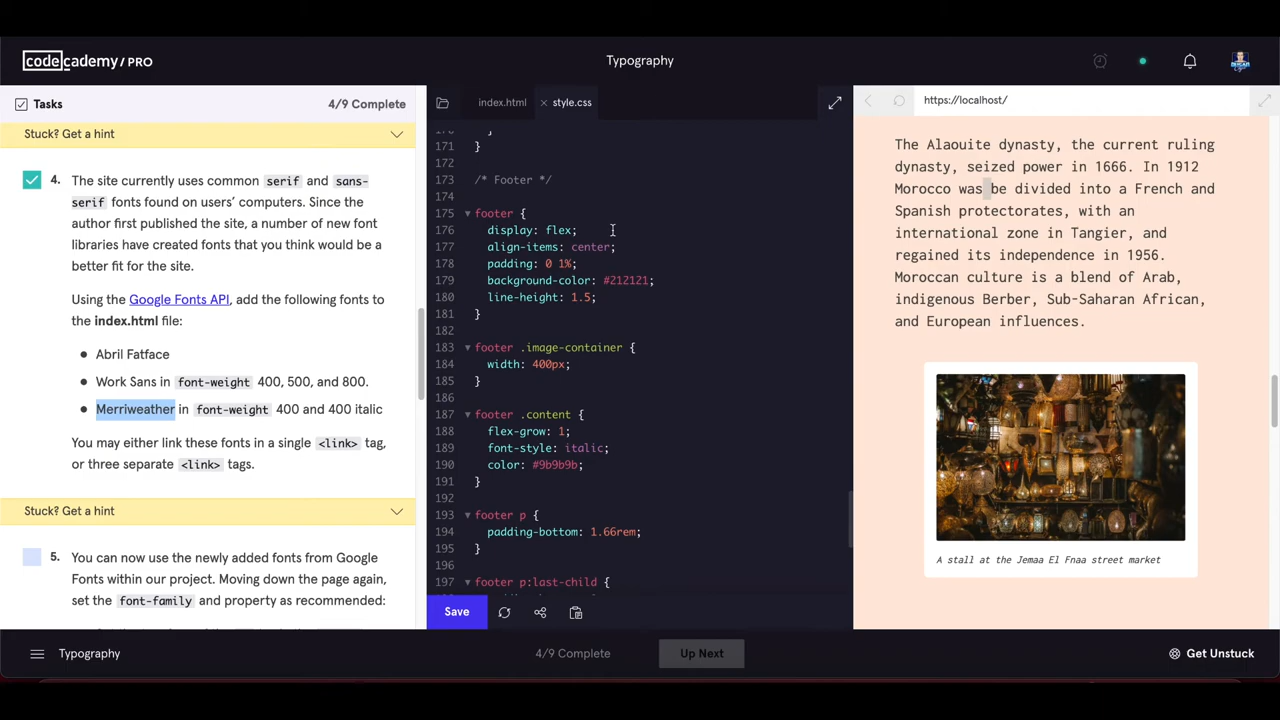 codecademy / PRO
Typography
Tasks
4/9 Complete
Stuck? Get a hint
4. The site currently uses common serif and sans-
serif fonts found on users’ computers. Since the
author first published the site, a number of new font
libraries have created fonts that you think would be a
better fit for the site.
Using the Google Fonts API, add the following fonts to
the index.html file:
Abril Fatface
Work Sans in font-weight 400, 500, and 800.
Merriweather in font-weight 400 and 400 italic
You may either link these fonts in a single <link> tag,
or three separate <link> tags.
Stuck? Get a hint
5. You can now use the newly added fonts from Google
Fonts within our project. Moving down the page again,
set the font-family and property as recommended:
index.html
× style.css
}
171 }
172
173 /* Footer */
174
175 footer {
176 display: flex;
177 align-items: center;
178 padding: 0 1%;
179 background-color: #212121;
180 line-height: 1.5;
181 }
182
183 footer .image-container {
184 width: 400px;
185 }
186
187 footer .content {
188 flex-grow: 1;
189 font-style: italic;
190 color: #9b9b9b;
191 }
192
193 footer p {
194 padding-bottom: 1.66rem;
195 }
196
197 footer p:last-child {
Save
https://localhost/
The Alaouite dynasty, the current ruling
dynasty, seized power in 1666. In 1912
Morocco was be divided into a French and
Spanish protectorates, with an
international zone in Tangier, and
regained its independence in 1956.
Moroccan culture is a blend of Arab,
indigenous Berber, Sub-Saharan African,
and European influences.
A stall at the Jemaa El Fnaa street market
Typography
4/9 Complete
Up Next
Get Unstuck